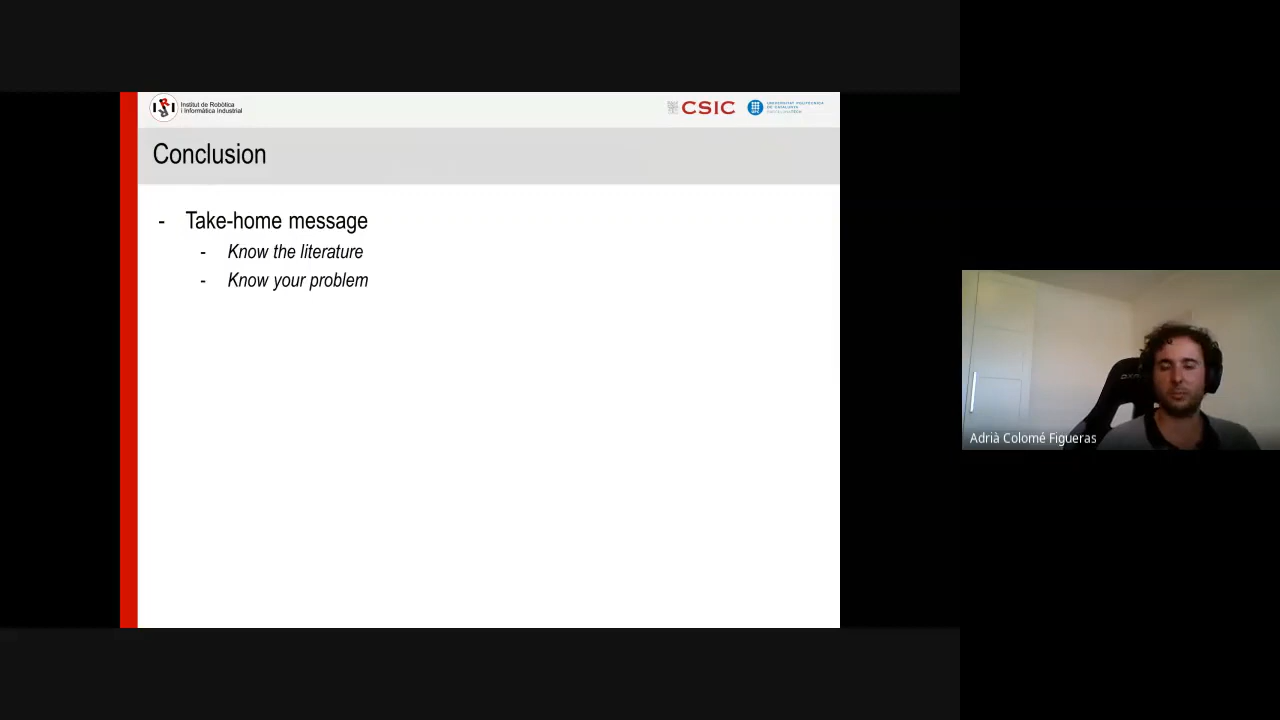 Institut de Robòtica
i Informàtica Industrial
CSIC
UNIVERSITAT POLITÈCNICA
DE CATALUNYA
BARCELONATECH
Conclusion
- Take-home message
- Know the literature
- Know your problem
Adrià Colomé Figueras